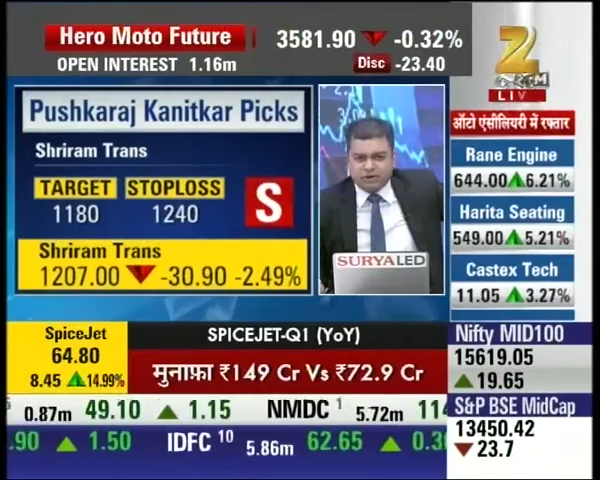 Hero Moto Future
3581.90 -0.32%
OPEN INTEREST 1.16m
Disc -23.40
LIV
Pushkaraj Kanitkar Picks
Shriram Trans
TARGET STOPLOSS
1180 1240
S
Shriram Trans
1207.00 -30.90 -2.49%
SURYA LED
ऑटो एंसीलियरी में रफ्तार
Rane Engine
644.00 6.21%
Harita Seating
549.00 5.21%
Castex Tech
11.05 3.27%
SpiceJet
64.80
8.45 14.99%
SPICEJET-Q1 (YoY)
मुनाफ़ा ₹149 Cr Vs ₹72.9 Cr
Nifty MID100
15619.05
19.65
S&P BSE MidCap
13450.42
23.7
0.87m 49.10 1.15 NMDC 1 5.72m 114
.90 1.50 IDFC 10 5.86m 62.65 0.3